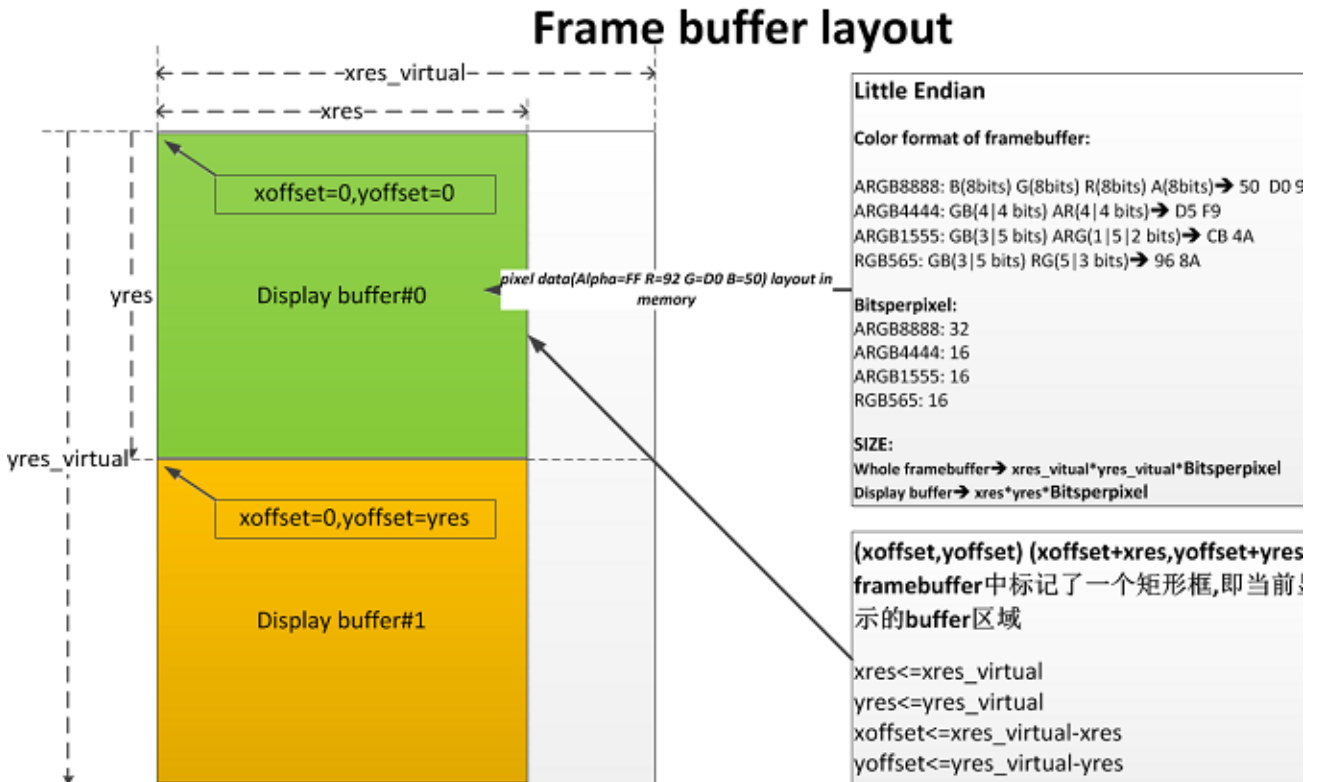 Frame buffer layout
xres_virtual
xres
xoffset=0,yoffset=0
yres
Display buffer#0
pixel data(Alpha=FF R=92 G=D0 B=50) layout in
memory
yres_virtual
xoffset=0,yoffset=yres
Display buffer#1
Little Endian
Color format of framebuffer:
ARGB8888: B(8bits) G(8bits) R(8bits) A(8bits)➔ 50 D0 9
ARGB4444: GB(4|4 bits) AR(4|4 bits)➔ D5 F9
ARGB1555: GB(3|5 bits) ARG(1|5|2 bits)➔ CB 4A
RGB565: GB(3|5 bits) RG(5|3 bits)➔ 96 8A
Bitsperpixel:
ARGB8888: 32
ARGB4444: 16
ARGB1555: 16
RGB565: 16
SIZE:
Whole framebuffer➔ xres_vitual*yres_vitual*Bitsperpixel
Display buffer➔ xres*yres*Bitsperpixel
(xoffset,yoffset) (xoffset+xres,yoffset+yres
framebuffer中标记了一个矩形框,即当前
示的buffer区域
xres<=xres_virtual
yres<=yres_virtual
xoffset<=xres_virtual-xres
yoffset<=yres_virtual-yres